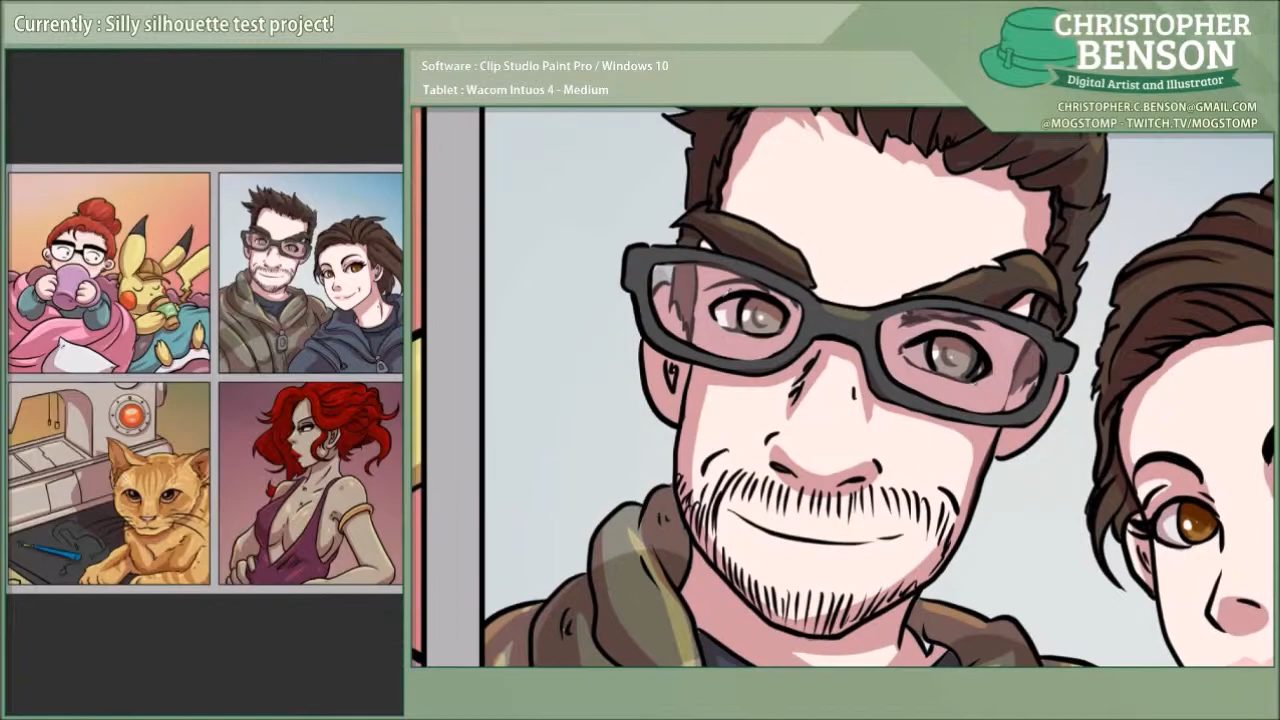 Currently : Silly silhouette test project!
Software : Clip Studio Paint Pro / Windows 10
Tablet : Wacom Intuos 4 - Medium
CHRISTOPHER
BENSON
Digital Artist and Illustrator
CHRISTOPHER.C.BENSON@GMAIL.COM
@MOGSTOMP - TWITCH.TV/MOGSTOMP